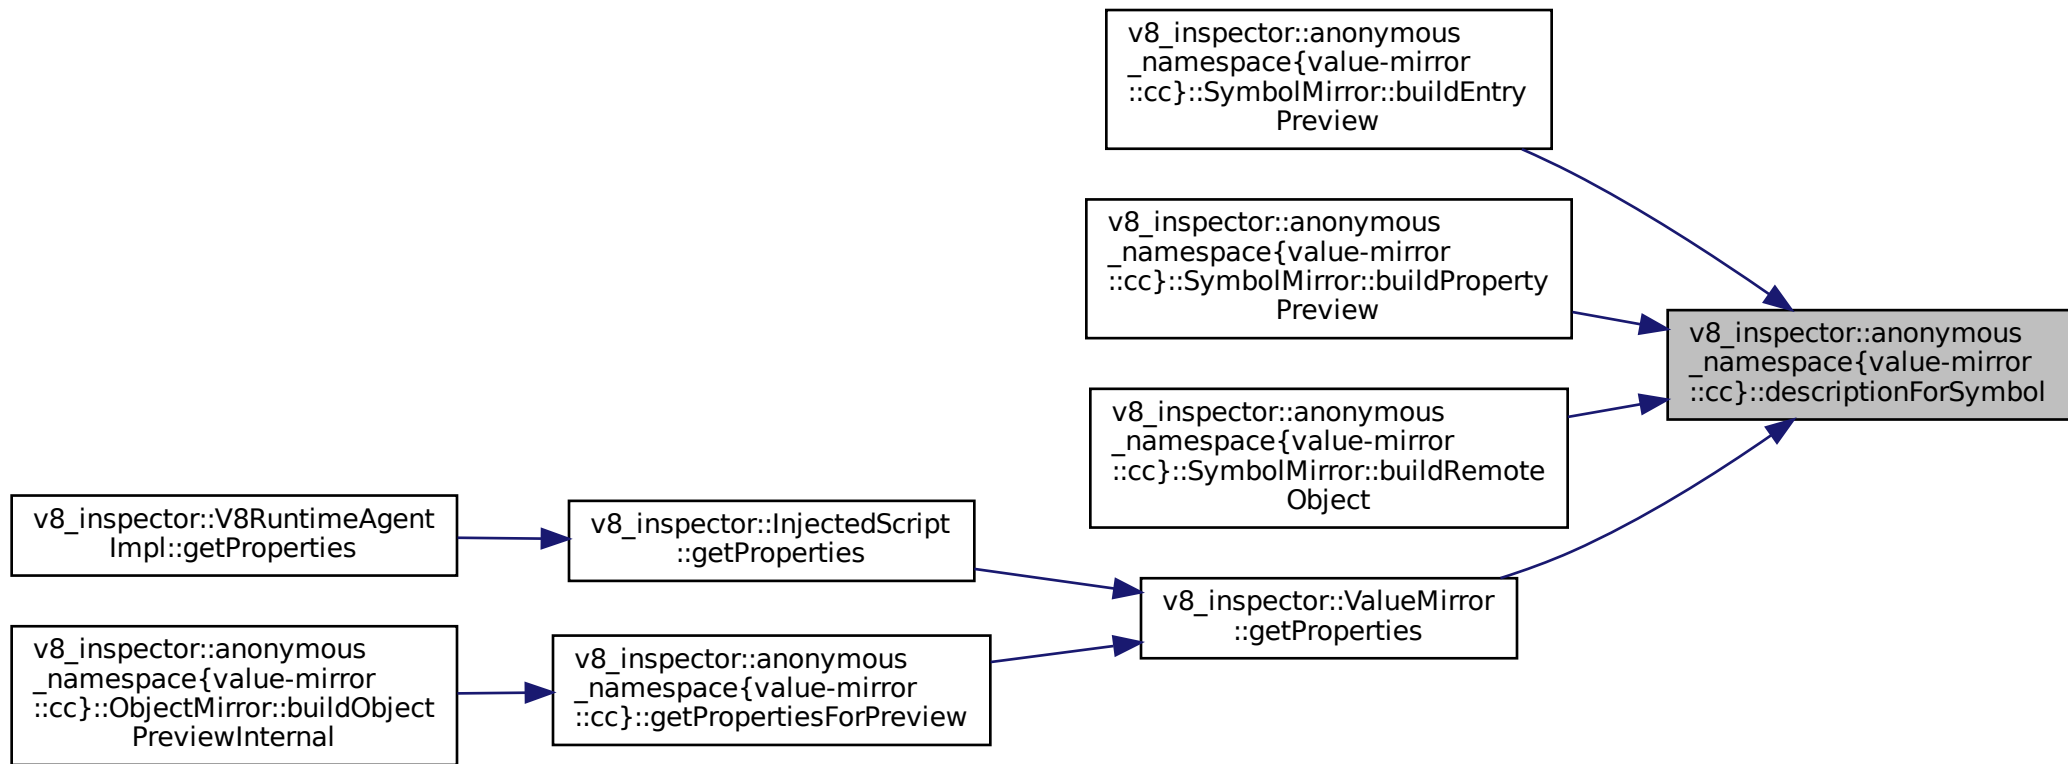 v8_inspector::anonymous
_namespace{value-mirror
::cc}::SymbolMirror::buildEntry
Preview
v8_inspector::anonymous
_namespace{value-mirror
::cc}::SymbolMirror::buildProperty
Preview
v8_inspector::anonymous
_namespace{value-mirror
::cc}::descriptionForSymbol
v8_inspector::anonymous
_namespace{value-mirror
::cc}::SymbolMirror::buildRemote
Object
v8_inspector::V8RuntimeAgent
Impl::getProperties
v8_inspector::InjectedScript
::getProperties
v8_inspector::ValueMirror
::getProperties
v8_inspector::anonymous
_namespace{value-mirror
::cc}::ObjectMirror::buildObject
PreviewInternal
v8_inspector::anonymous
_namespace{value-mirror
::cc}::getPropertiesForPreview